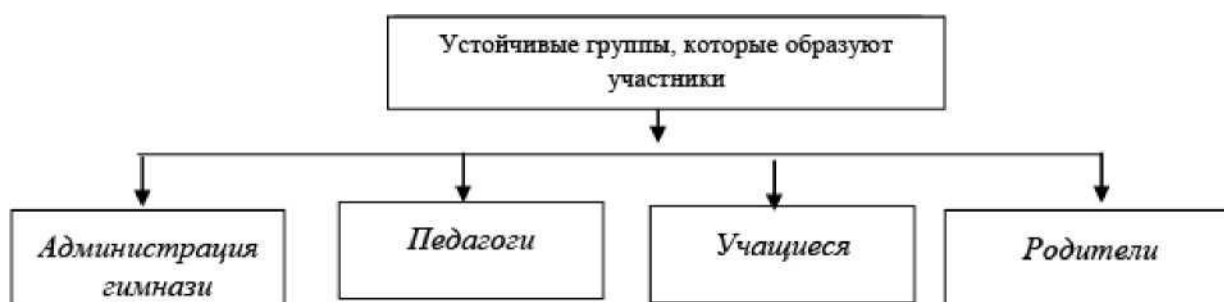 Устойчивые группы, которые образуют
участники
Администрация
гимнази
Педагоги
Учащиеся
Родители